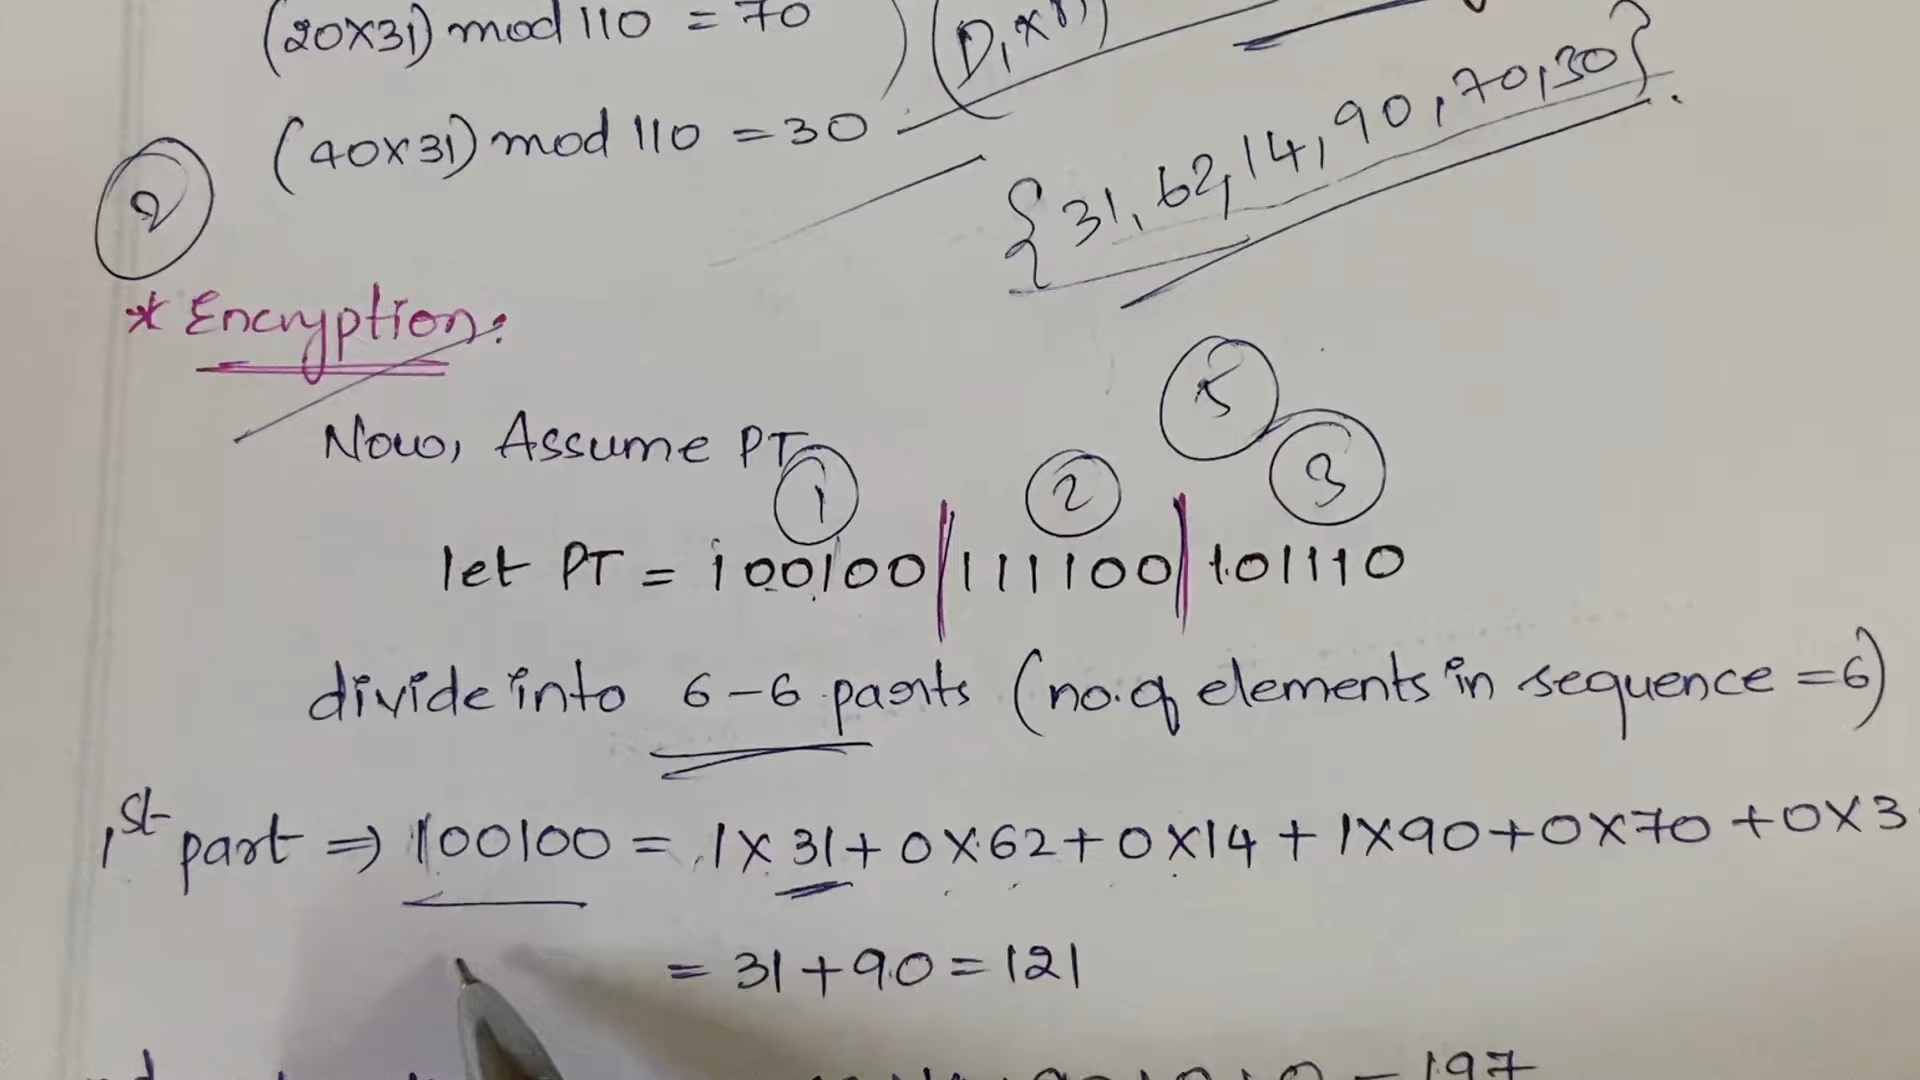 (20×31) mod 110 = 70
(40×31) mod 110 = 30
{31, 62, 14, 90, 70, 30}
2
* Encryption:
Now, Assume PT
5
1 2 3
let PT = 100100|111100|101110
divide into 6-6 parts (no. of elements in sequence = 6)
1st part ⇒ 100100 = 1×31 + 0×62 + 0×14 + 1×90 + 0×70 + 0×3
= 31 + 90 = 121
= 197